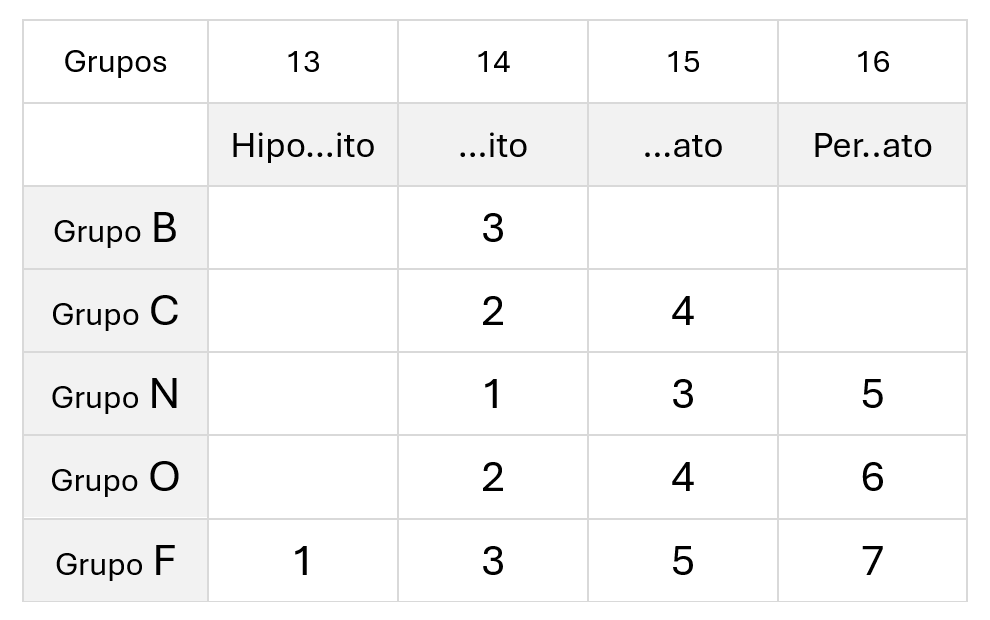 Grupos 13 14 15 16
Hipo...ito ...ito ...ato Per..ato
Grupo B 3
Grupo C 2 4
Grupo N 1 3 5
Grupo O 2 4 6
Grupo F 1 3 5 7